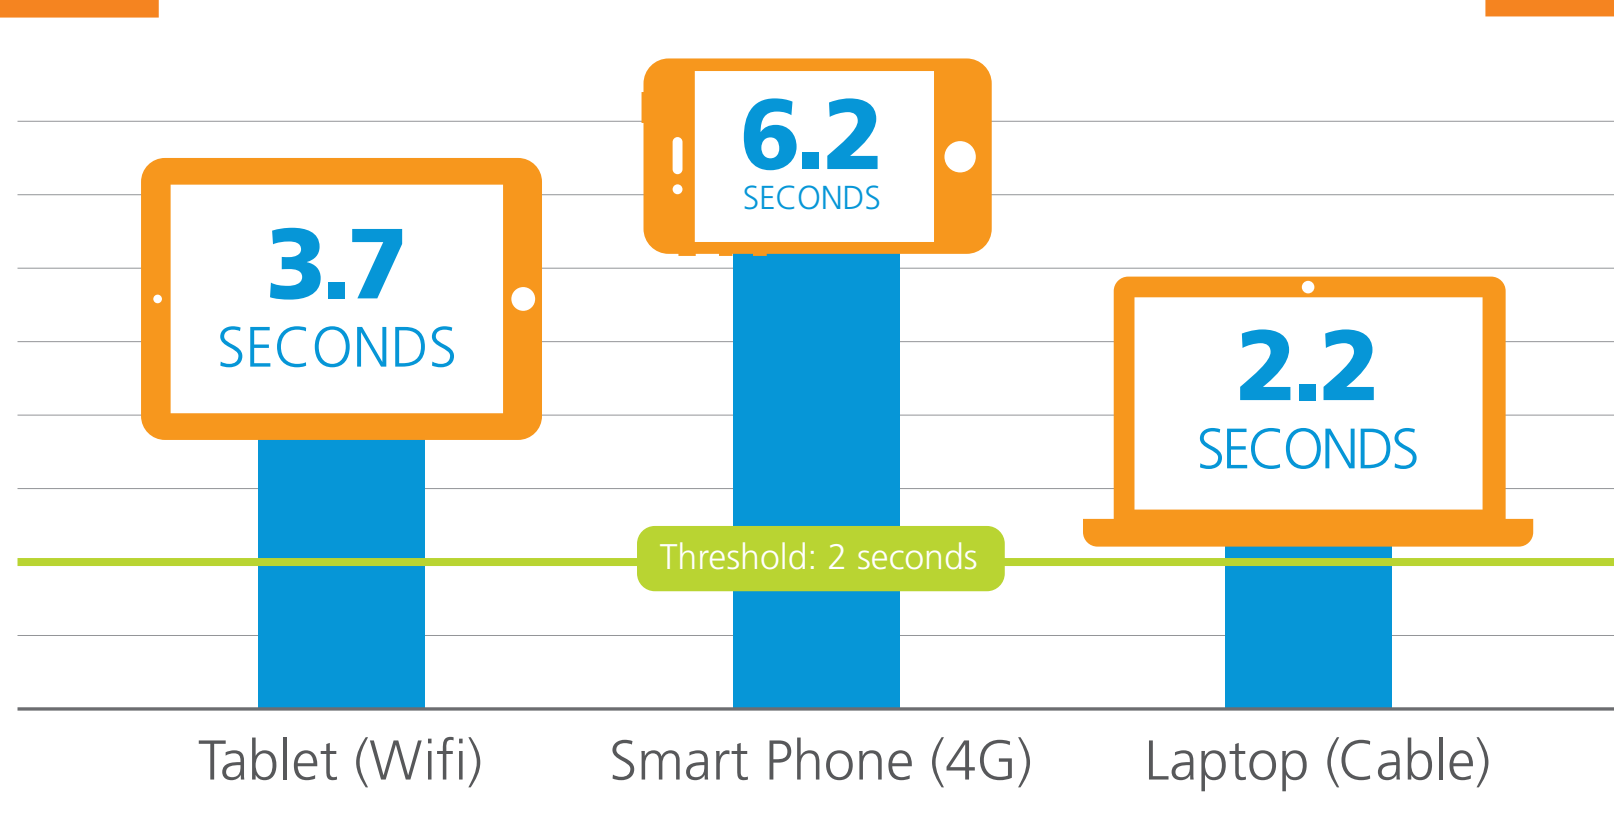 6.2
SECONDS
3.7
SECONDS
2.2
SECONDS
Threshold: 2 seconds
Tablet (Wifi)
Smart Phone (4G)
Laptop (Cable)